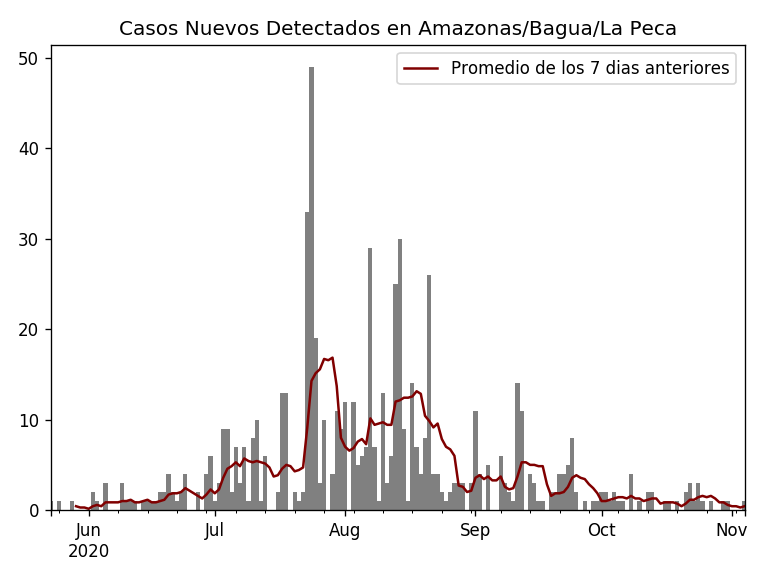 Casos Nuevos Detectados en Amazonas/Bagua/La Peca
Promedio de los 7 dias anteriores
50
40
30
20
10
0
Jun Jul Aug Sep Oct Nov
2020